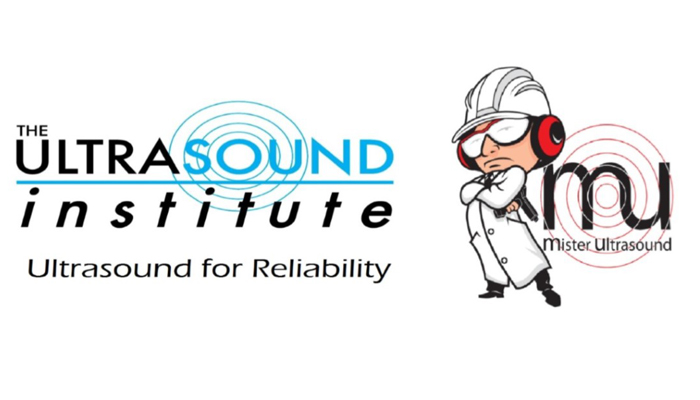 THE
ULTRASOUND
institute
Ultrasound for Reliability
mu
mister ultrasound